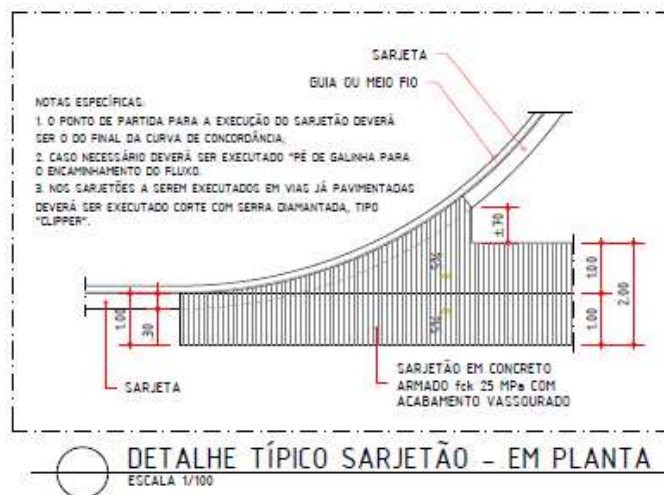 SARJETA
GUIA OU MEIO FIO
NOTAS ESPECÍFICAS:
1. O PONTO DE PARTIDA PARA A EXECUÇÃO DO SARJETÃO DEVERÁ
SER O DO FINAL DA CURVA DE CONCORDÂNCIA;
2. CASO NECESSÁRIO DEVERÁ SER EXECUTADO "PÉ DE GALINHA PARA
O ENCAMINHAMENTO DO FLUXO.
3. NOS SARJETÕES A SEREM EXECUTADOS EM VIAS JÁ PAVIMENTADAS
DEVERÁ SER EXECUTADO CORTE COM SERRA DIAMANTADA, TIPO
"CLIPPER".
±.70
5%
1.00
2.00
1.00
5%
1.00
.30
SARJETA
SARJETÃO EM CONCRETO
ARMADO fck 25 MPa COM
ACABAMENTO VASSOURADO
DETALHE TÍPICO SARJETÃO - EM PLANTA
ESCALA 1/100